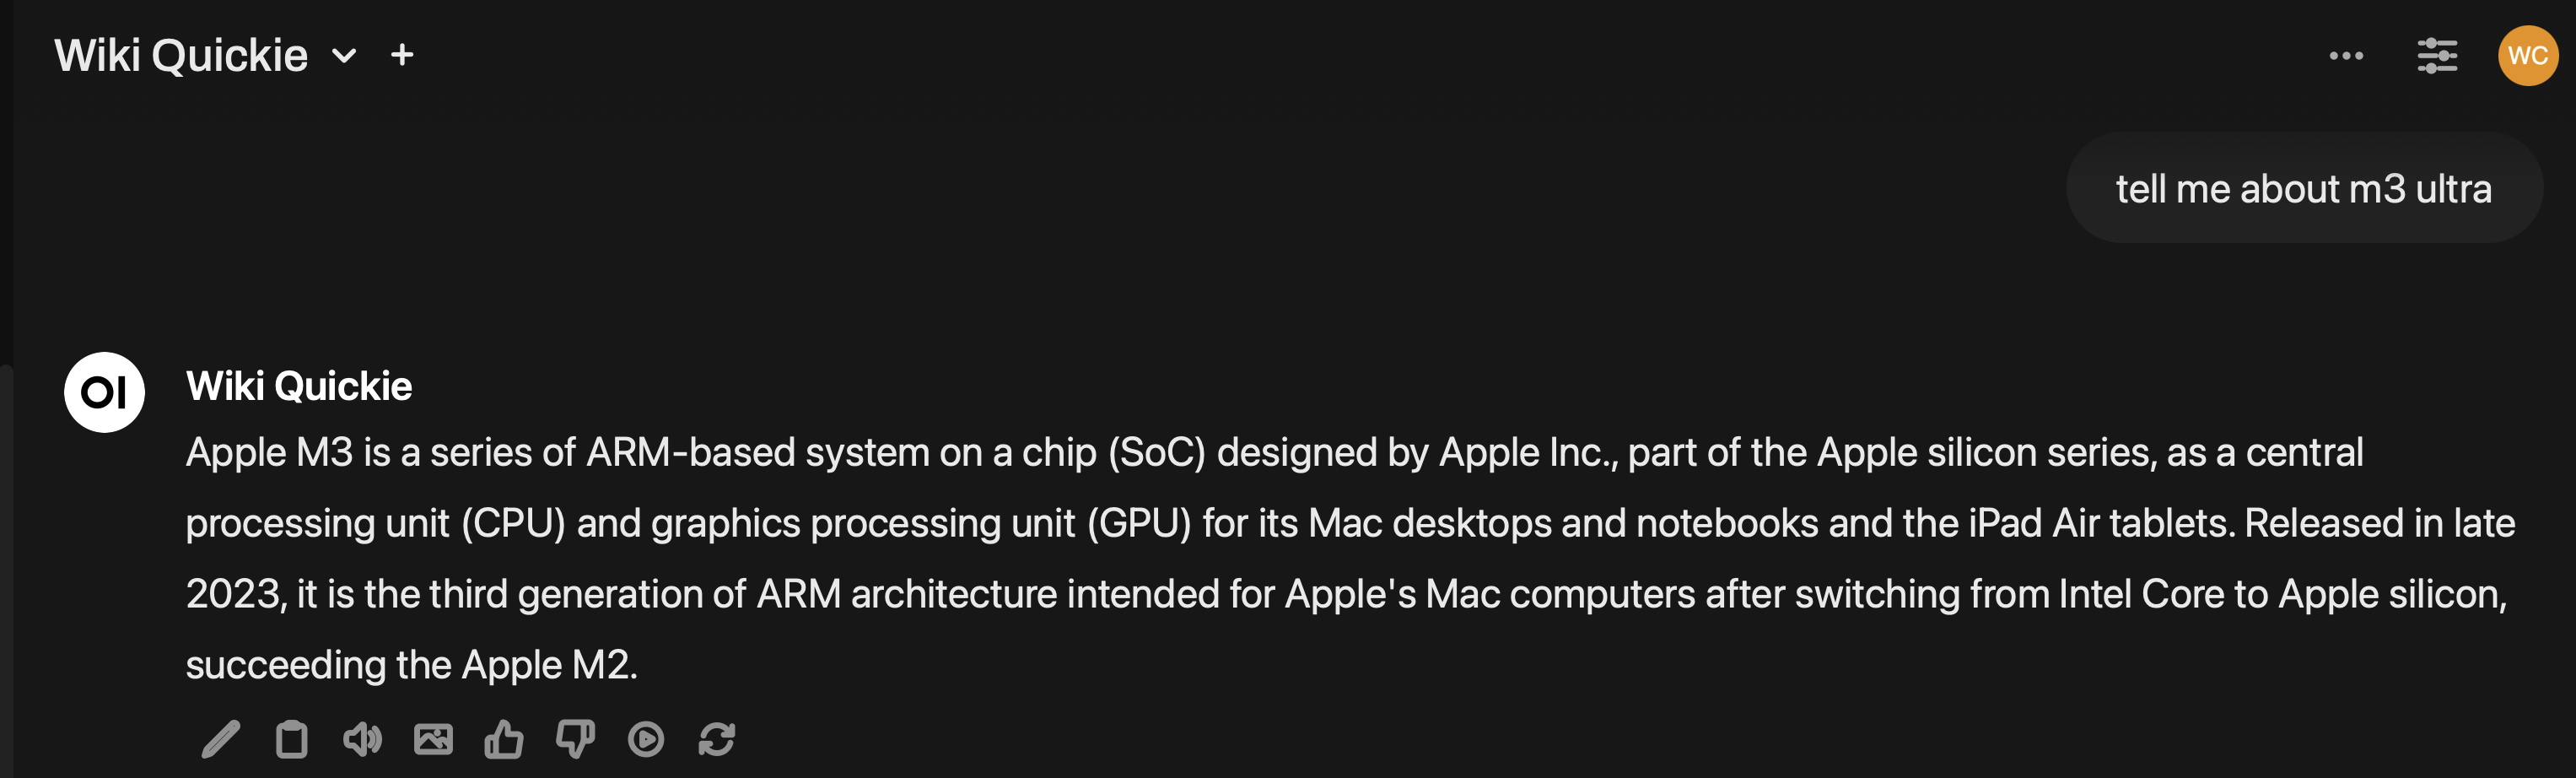 Wiki Quickie
WC
tell me about m3 ultra
OI
Wiki Quickie
Apple M3 is a series of ARM-based system on a chip (SoC) designed by Apple Inc., part of the Apple silicon series, as a central
processing unit (CPU) and graphics processing unit (GPU) for its Mac desktops and notebooks and the iPad Air tablets. Released in late
2023, it is the third generation of ARM architecture intended for Apple's Mac computers after switching from Intel Core to Apple silicon,
succeeding the Apple M2.